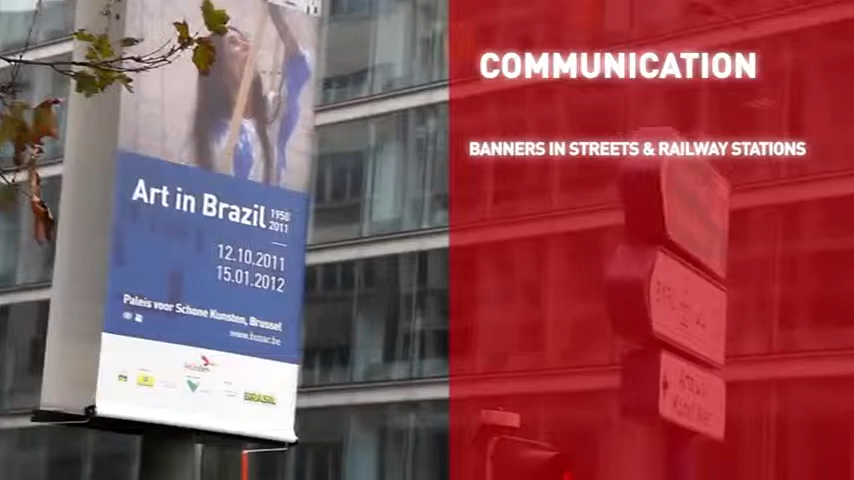 COMMUNICATION
BANNERS IN STREETS & RAILWAY STATIONS
Art in Brazil 1950
2011
12.10.2011
15.01.2012
Paleis voor Schone Kunsten, Brussel
www.bozar.be
BRASIL